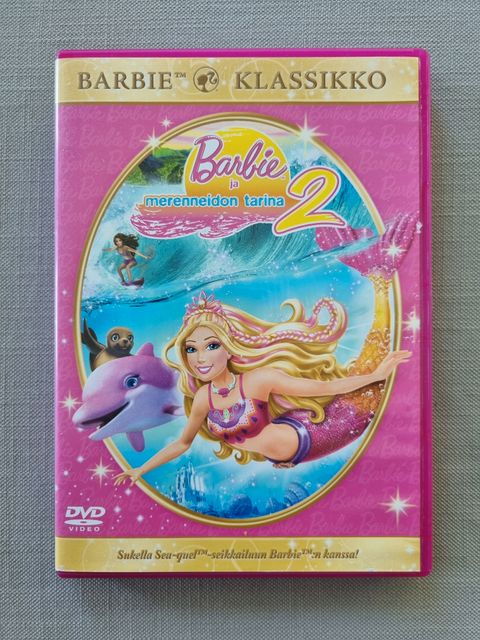 BARBIE™ KLASSIKKO
Barbie
ja
merenneidon tarina 2
DVD
VIDEO
Sukella Sea-quel™-seikkailuun Barbie™:n kanssa!